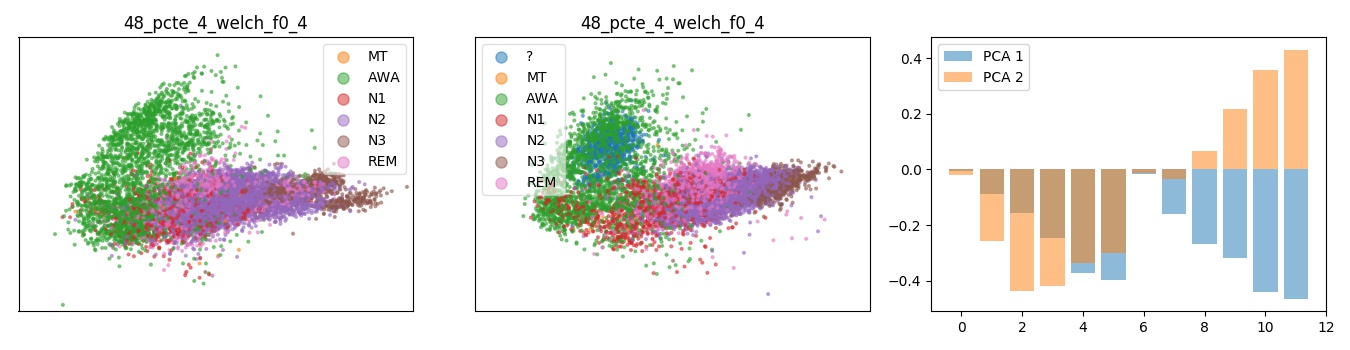 48_pcte_4_welch_f0_4
MT
AWA
N1
N2
N3
REM
48_pcte_4_welch_f0_4
?
MT
AWA
N1
N2
N3
REM
PCA 1
PCA 2
0.4
0.2
0.0
−0.2
−0.4
0 2 4 6 8 10 12